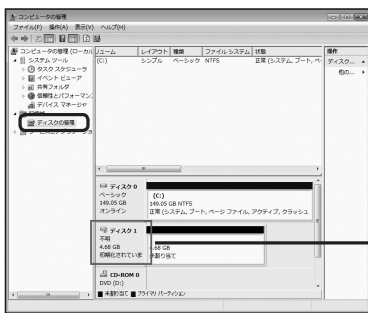 コンピュータの管理
ファイル(F) 操作(A) 表示(V) ヘルプ(H)
コンピュータの管理 (ローカル
システム ツール
タスク スケジューラ
イベント ビューア
共有フォルダ
信頼性とパフォーマンス
デバイス マネージャ
ディスクの管理
リューム レイアウト 種類 ファイル システム 状態
(C:) シンプル ベーシック NTFS 正常 (システム, ブート, ペ
操作
ディスク...
他の...
ディスク 0
ベーシック
149.05 GB
オンライン
(C:)
149.05 GB NTFS
正常 (システム, ブート, ページ ファイル, アクティブ, クラッシュ
ディスク 1
不明
4.68 GB
初期化されていま
4.68 GB
未割り当て
CD-ROM 0
DVD (D:)
未割り当て プライマリ パーティション